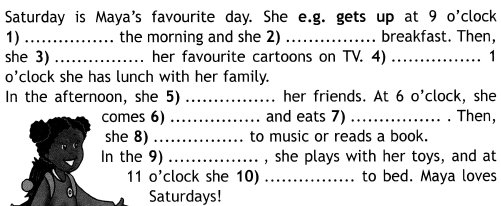 Saturday is Maya's favourite day. She e.g. gets up at 9 o'clock
1) ................ the morning and she 2) ................ breakfast. Then,
she 3) ................ her favourite cartoons on TV. 4) ................ 1
o'clock she has lunch with her family.
In the afternoon, she 5) ................ her friends. At 6 o'clock, she
comes 6) ................ and eats 7) ................ . Then,
she 8) ................ to music or reads a book.
In the 9) ................ , she plays with her toys, and at
11 o'clock she 10) ................ to bed. Maya loves
Saturdays!